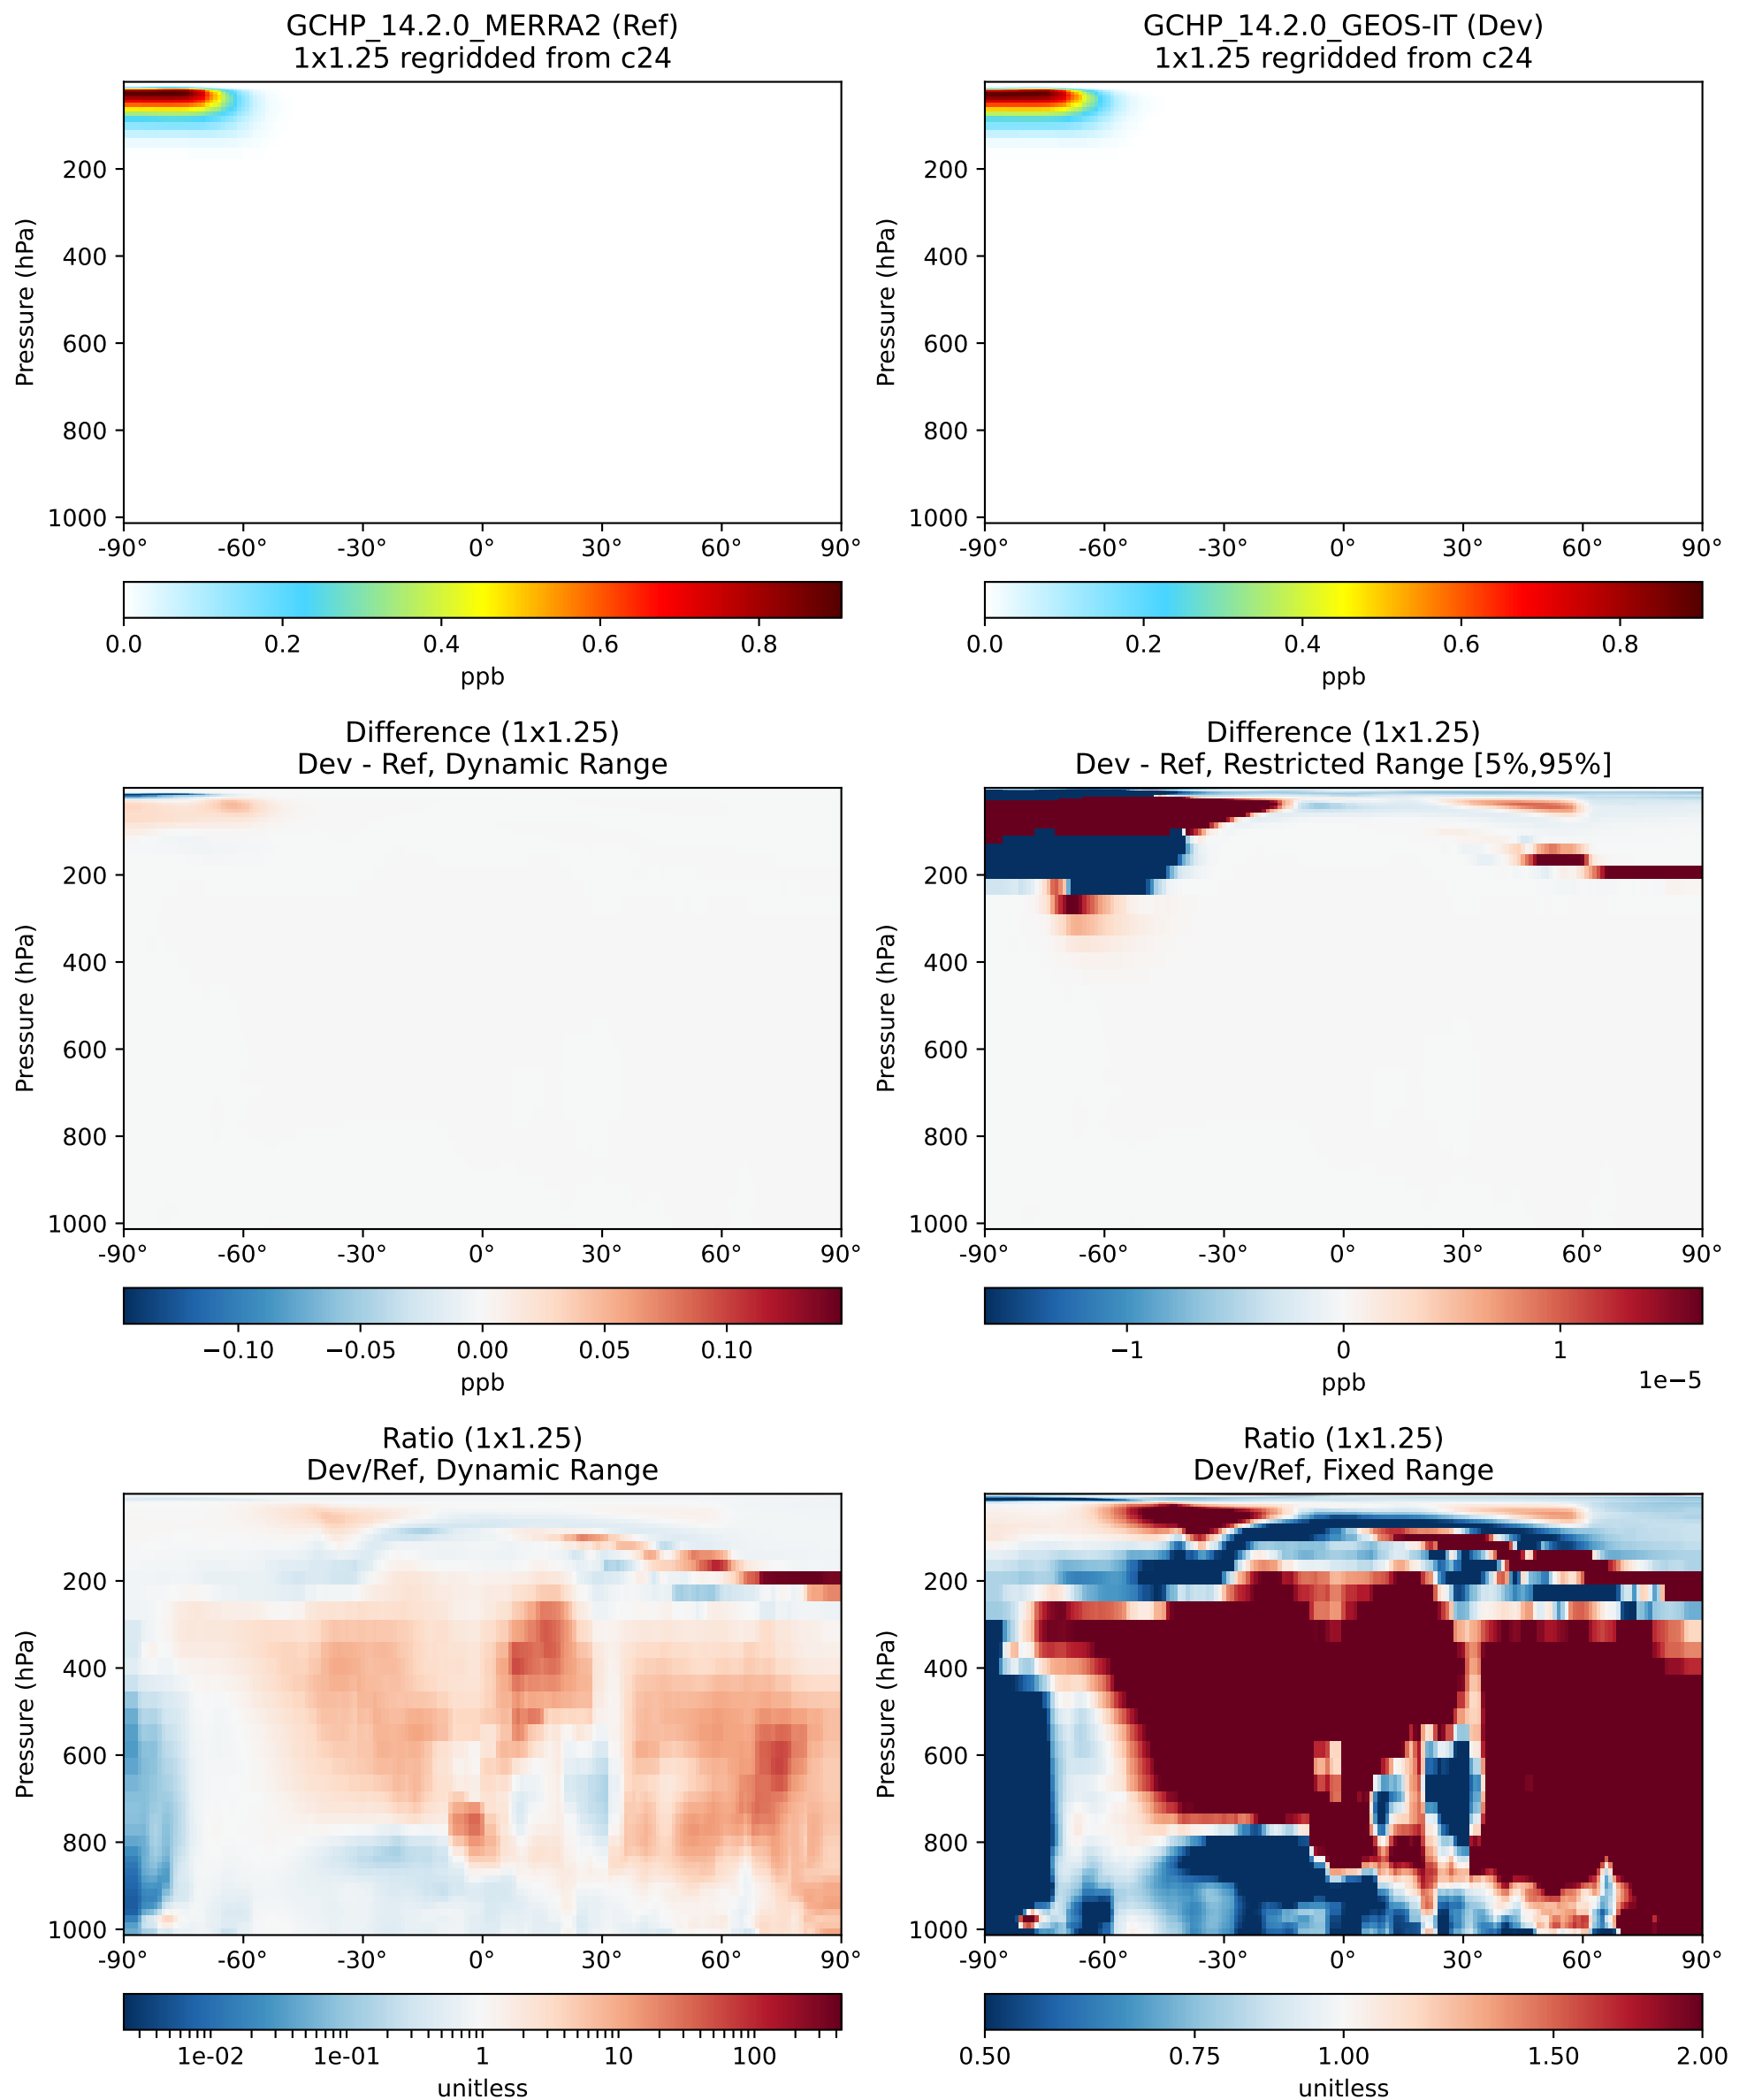 GCHP_14.2.0_MERRA2 (Ref)
1x1.25 regridded from c24
Pressure (hPa)
200
400
600
800
1000
-90° -60° -30° 0° 30° 60° 90°
0.0 0.2 0.4 0.6 0.8
ppb
GCHP_14.2.0_GEOS-IT (Dev)
1x1.25 regridded from c24
Pressure (hPa)
200
400
600
800
1000
-90° -60° -30° 0° 30° 60° 90°
0.0 0.2 0.4 0.6 0.8
ppb
Difference (1x1.25)
Dev - Ref, Dynamic Range
Pressure (hPa)
200
400
600
800
1000
-90° -60° -30° 0° 30° 60° 90°
−0.10 −0.05 0.00 0.05 0.10
ppb
Difference (1x1.25)
Dev - Ref, Restricted Range [5%,95%]
Pressure (hPa)
200
400
600
800
1000
-90° -60° -30° 0° 30° 60° 90°
−1 0 1
ppb
1e−5
Ratio (1x1.25)
Dev/Ref, Dynamic Range
Pressure (hPa)
200
400
600
800
1000
-90° -60° -30° 0° 30° 60° 90°
1e-02 1e-01 1 10 100
unitless
Ratio (1x1.25)
Dev/Ref, Fixed Range
Pressure (hPa)
200
400
600
800
1000
-90° -60° -30° 0° 30° 60° 90°
0.50 0.75 1.00 1.50 2.00
unitless